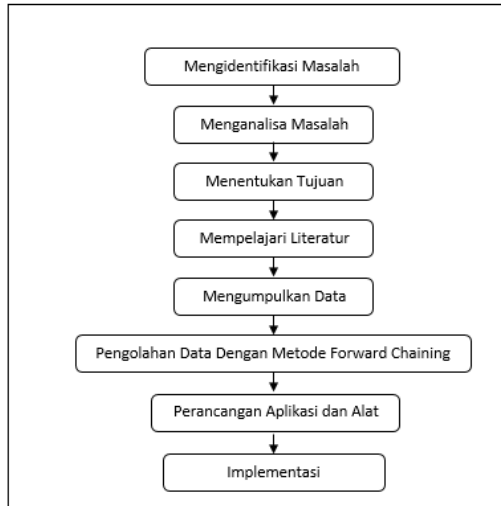 Mengidentifikasi Masalah
Menganalisa Masalah
Menentukan Tujuan
Mempelajari Literatur
Mengumpulkan Data
Pengolahan Data Dengan Metode Forward Chaining
Perancangan Aplikasi dan Alat
Implementasi